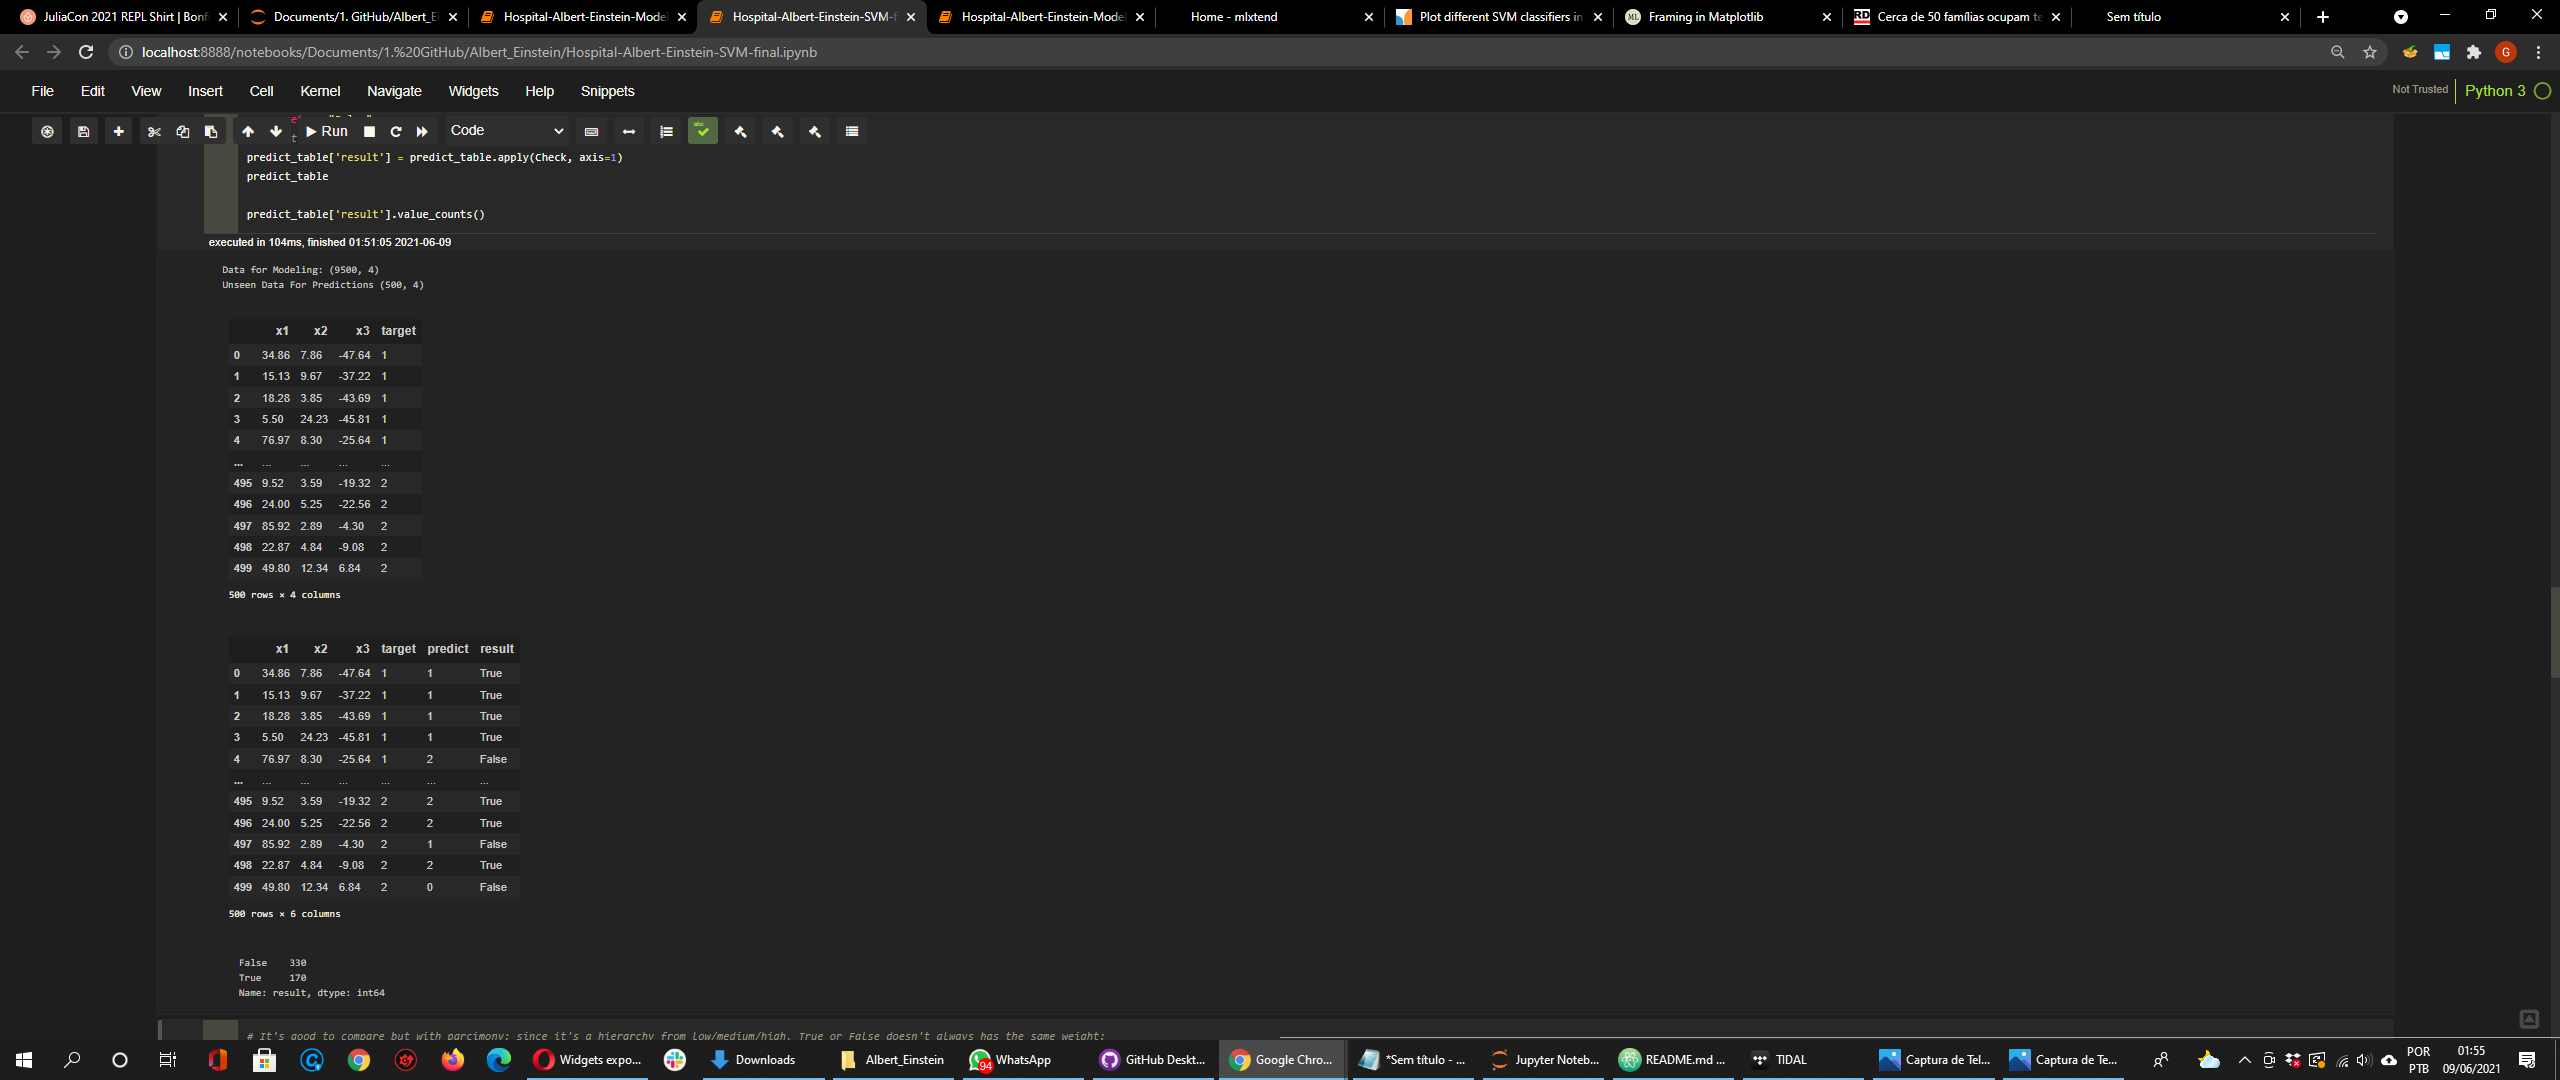 JuliaCon 2021 REPL Shirt | Bonf
Documents/1. GitHub/Albert_Ei
Hospital-Albert-Einstein-Model
Hospital-Albert-Einstein-SVM-f
Hospital-Albert-Einstein-Model
Home - mlxtend
Plot different SVM classifiers in
ML Framing in Matplotlib
RD Cerca de 50 famílias ocupam te
Sem título
localhost:8888/notebooks/Documents/1.%20GitHub/Albert_Einstein/Hospital-Albert-Einstein-SVM-final.ipynb
G
File Edit View Insert Cell Kernel Navigate Widgets Help Snippets
Not Trusted Python 3
Run Code abc
predict_table['result'] = predict_table.apply(Check, axis=1)
predict_table
predict_table['result'].value_counts()
executed in 104ms, finished 01:51:05 2021-06-09
Data for Modeling: (9500, 4)
Unseen Data For Predictions (500, 4)
x1 x2 x3 target
0 34.86 7.86 -47.64 1
1 15.13 9.67 -37.22 1
2 18.28 3.85 -43.69 1
3 5.50 24.23 -45.81 1
4 76.97 8.30 -25.64 1
... ... ... ... ...
495 9.52 3.59 -19.32 2
496 24.00 5.25 -22.56 2
497 85.92 2.89 -4.30 2
498 22.87 4.84 -9.08 2
499 49.80 12.34 6.84 2
500 rows × 4 columns
x1 x2 x3 target predict result
0 34.86 7.86 -47.64 1 1 True
1 15.13 9.67 -37.22 1 1 True
2 18.28 3.85 -43.69 1 1 True
3 5.50 24.23 -45.81 1 1 True
4 76.97 8.30 -25.64 1 2 False
... ... ... ... ... ... ...
495 9.52 3.59 -19.32 2 2 True
496 24.00 5.25 -22.56 2 2 True
497 85.92 2.89 -4.30 2 1 False
498 22.87 4.84 -9.08 2 2 True
499 49.80 12.34 6.84 2 0 False
500 rows × 6 columns
False 330
True 170
Name: result, dtype: int64
# It's good to compare but with parcimony: since it's a hierarchy from low/medium/high. True or False doesn't always has the same weight:
Widgets expo...
Downloads
Albert_Einstein
94 WhatsApp
GitHub Deskt...
Google Chro...
*Sem título - ...
Jupyter Noteb...
README.md ...
TIDAL
Captura de Tel...
Captura de Te...
POR
PTB
01:55
09/06/2021